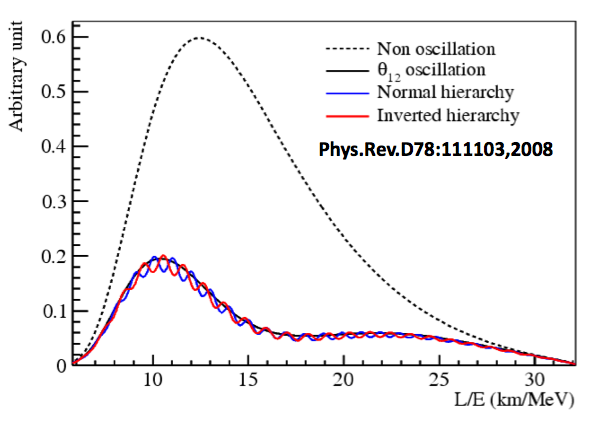 Arbitrary unit
0.6
0.5
0.4
0.3
0.2
0.1
0
Non oscillation
θ12 oscillation
Normal hierarchy
Inverted hierarchy
Phys.Rev.D78:111103,2008
10 15 20 25 30
L/E (km/MeV)